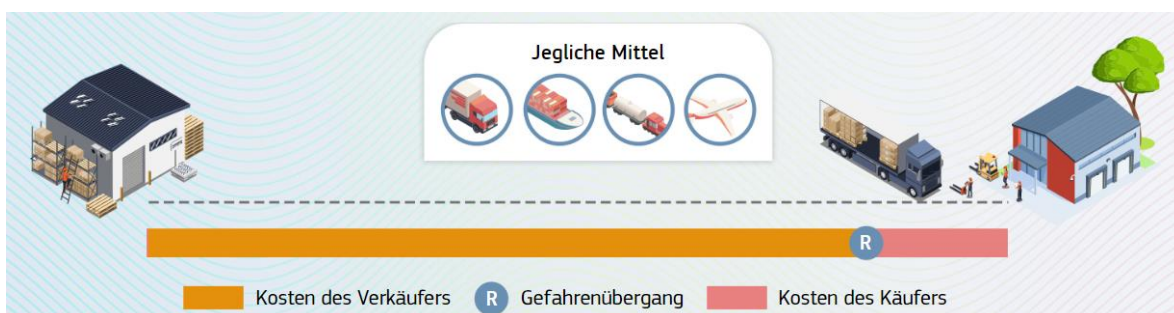 Jegliche Mittel
R
Kosten des Verkäufers R Gefahrenübergang Kosten des Käufers